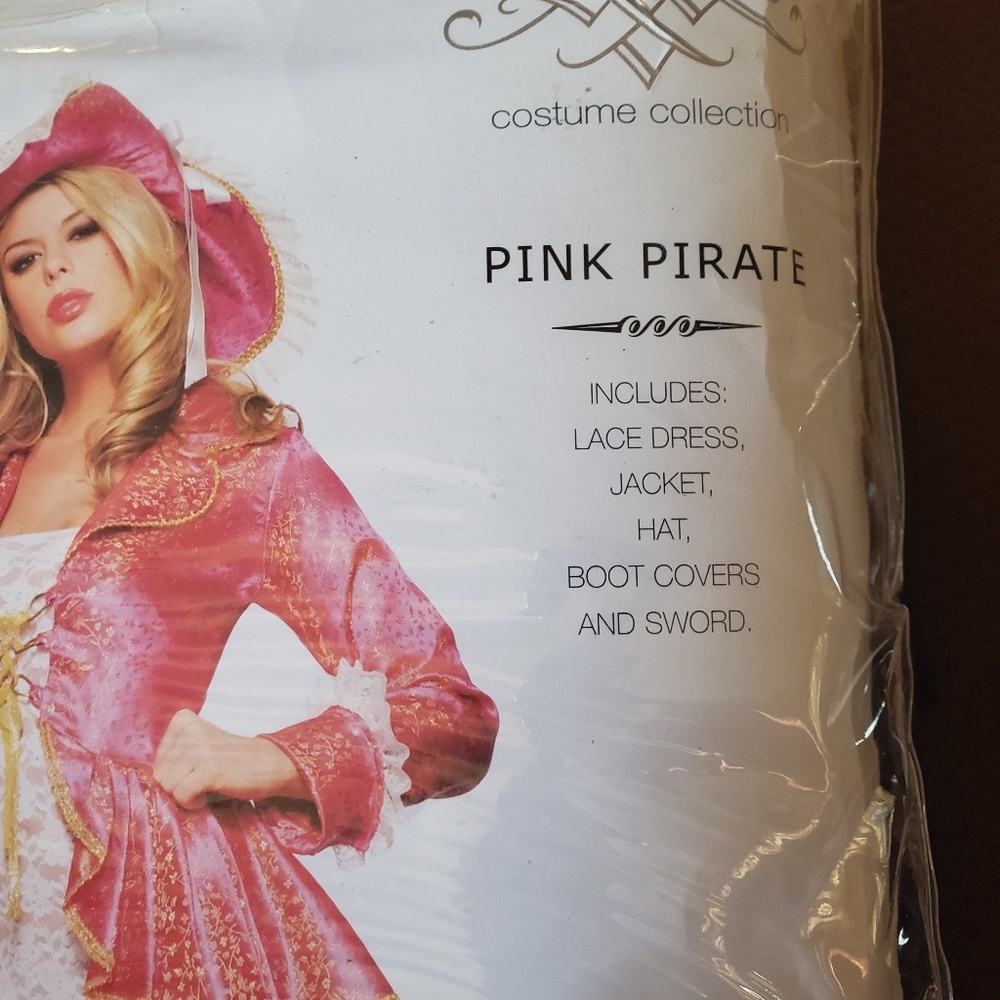 costume collection
PINK PIRATE
INCLUDES:
LACE DRESS,
JACKET,
HAT,
BOOT COVERS
AND SWORD.